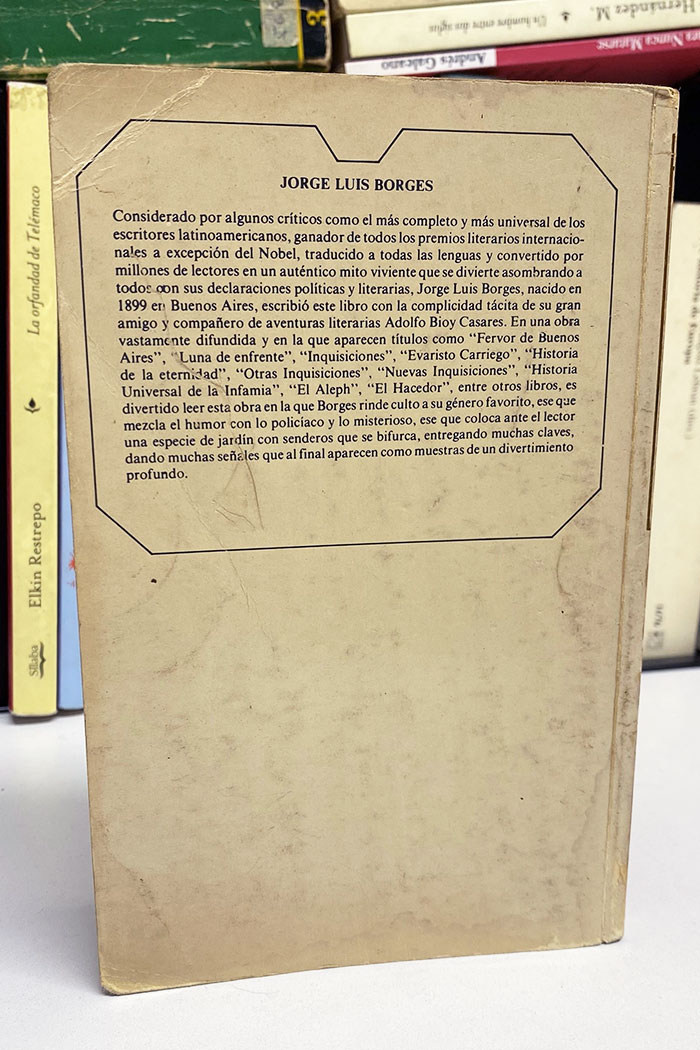 Hernández M.
Un hombre entre dos siglos
Andrés Galeano
3
La orfandad de Telémaco
Elkin Restrepo
Sílaba
JORGE LUIS BORGES
Considerado por algunos críticos como el más completo y más universal de los
escritores latinoamericanos, ganador de todos los premios literarios internacio-
nales a excepción del Nobel, traducido a todas las lenguas y convertido por
millones de lectores en un auténtico mito viviente que se divierte asombrando a
todos con sus declaraciones políticas y literarias, Jorge Luis Borges, nacido en
1899 en Buenos Aires, escribió este libro con la complicidad tácita de su gran
amigo y compañero de aventuras literarias Adolfo Bioy Casares. En una obra
vastamente difundida y en la que aparecen títulos como "Fervor de Buenos
Aires", "Luna de enfrente", "Inquisiciones", "Evaristo Carriego", "Historia
de la eternidad", "Otras Inquisiciones", "Nuevas Inquisiciones", "Historia
Universal de la Infamia", "El Aleph", "El Hacedor", entre otros libros, es
divertido leer esta obra en la que Borges rinde culto a su género favorito, ese que
mezcla el humor con lo policíaco y lo misterioso, ese que coloca ante el lector
una especie de jardín con senderos que se bifurca, entregando muchas claves,
dando muchas señales que al final aparecen como muestras de un divertimiento
profundo.